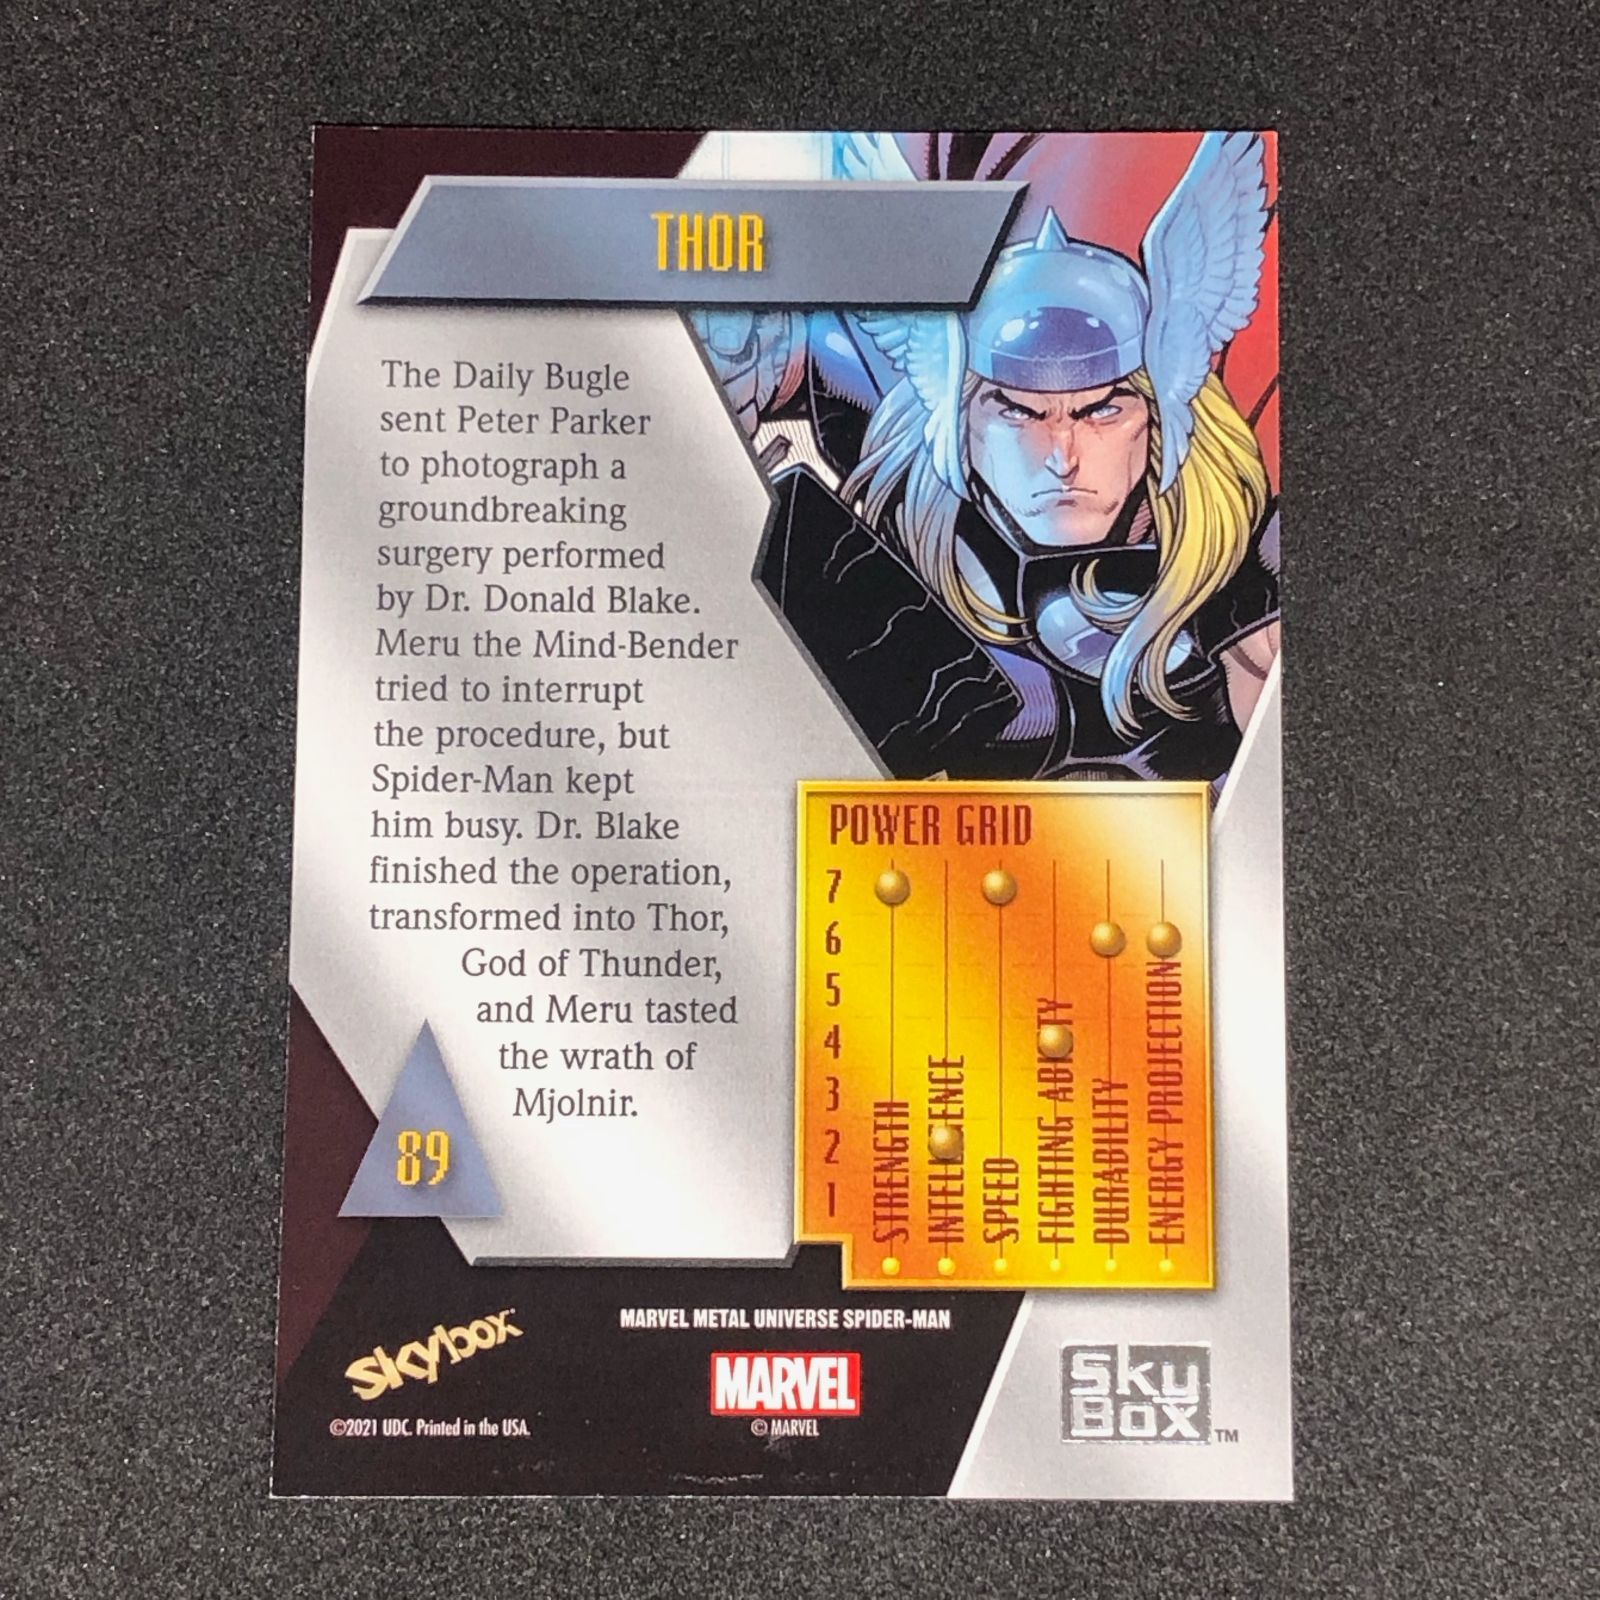 THOR
The Daily Bugle
sent Peter Parker
to photograph a
groundbreaking
surgery performed
by Dr. Donald Blake.
Meru the Mind-Bender
tried to interrupt
the procedure, but
Spider-Man kept
him busy. Dr. Blake
finished the operation,
transformed into Thor,
God of Thunder,
and Meru tasted
the wrath of
Mjolnir.
89
POWER GRID
7
6
5
4
3
2
1
STRENGTH
INTELLIGENCE
SPEED
FIGHTING ABILITY
DURABILITY
ENERGY PROJECTION
skybox
©2021 UDC. Printed in the USA.
MARVEL METAL UNIVERSE SPIDER-MAN
MARVEL
© MARVEL
Sky
Box™